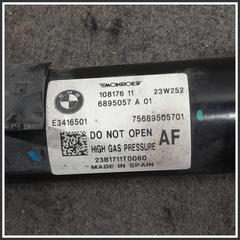 MONROE
BMW
108176 11 23W252
6895057 A 01
E3416501 75689505701
DO NOT OPEN AF
HIGH GAS PRESSURE
23B1711T0060
MADE IN SPAIN